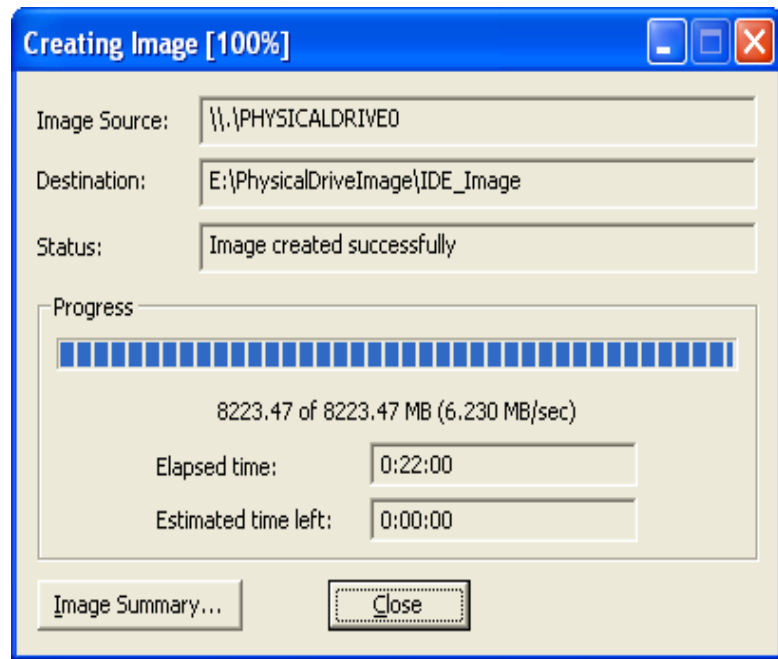 Creating Image [100%]
Image Source: \\.\PHYSICALDRIVE0
Destination: E:\PhysicalDriveImage\IDE_Image
Status: Image created successfully
Progress
8223.47 of 8223.47 MB (6.230 MB/sec)
Elapsed time: 0:22:00
Estimated time left: 0:00:00
Image Summary... Close